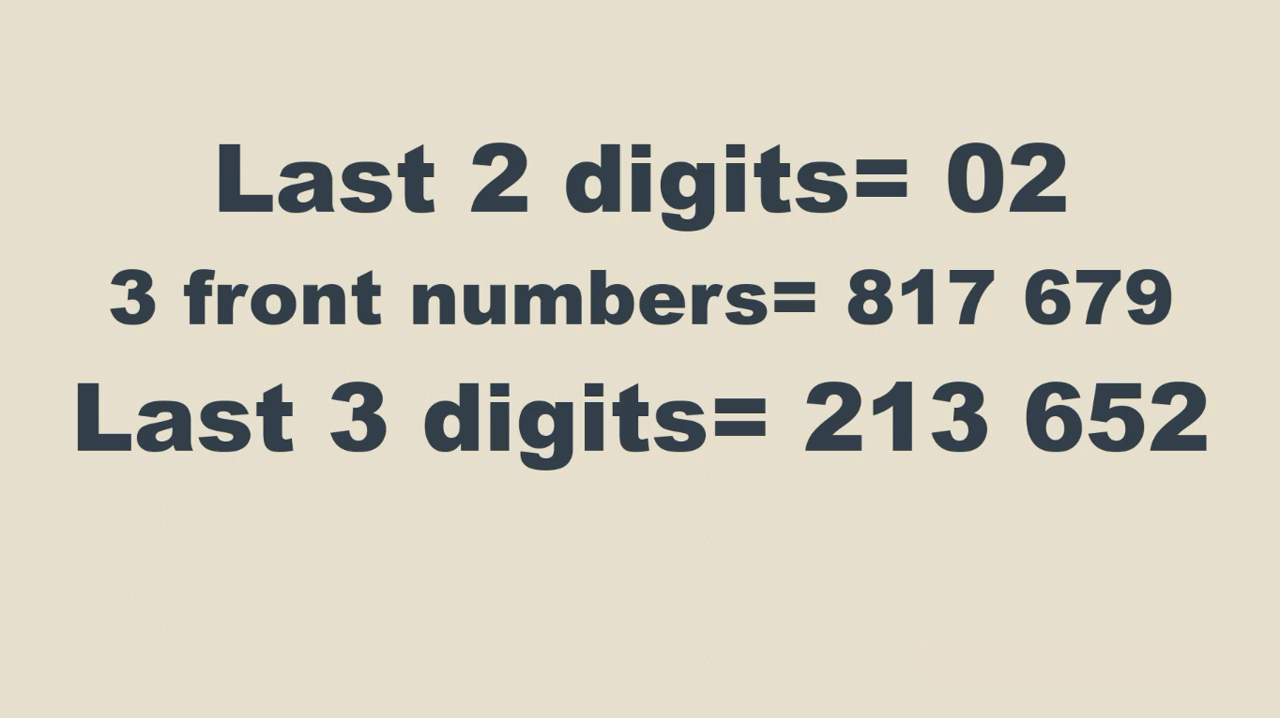 Last 2 digits= 02
3 front numbers= 817 679
Last 3 digits= 213 652